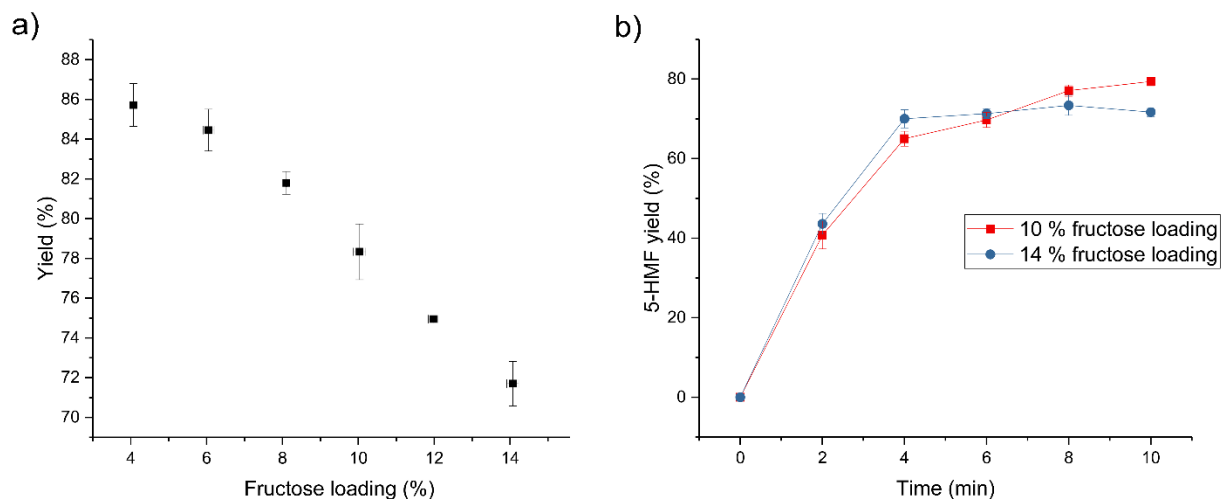 a)
88
86
84
82
80
78
76
74
72
70
Yield (%)
4 6 8 10 12 14
Fructose loading (%)
b)
80
60
40
20
0
5-HMF yield (%)
10 % fructose loading
14 % fructose loading
0 2 4 6 8 10
Time (min)